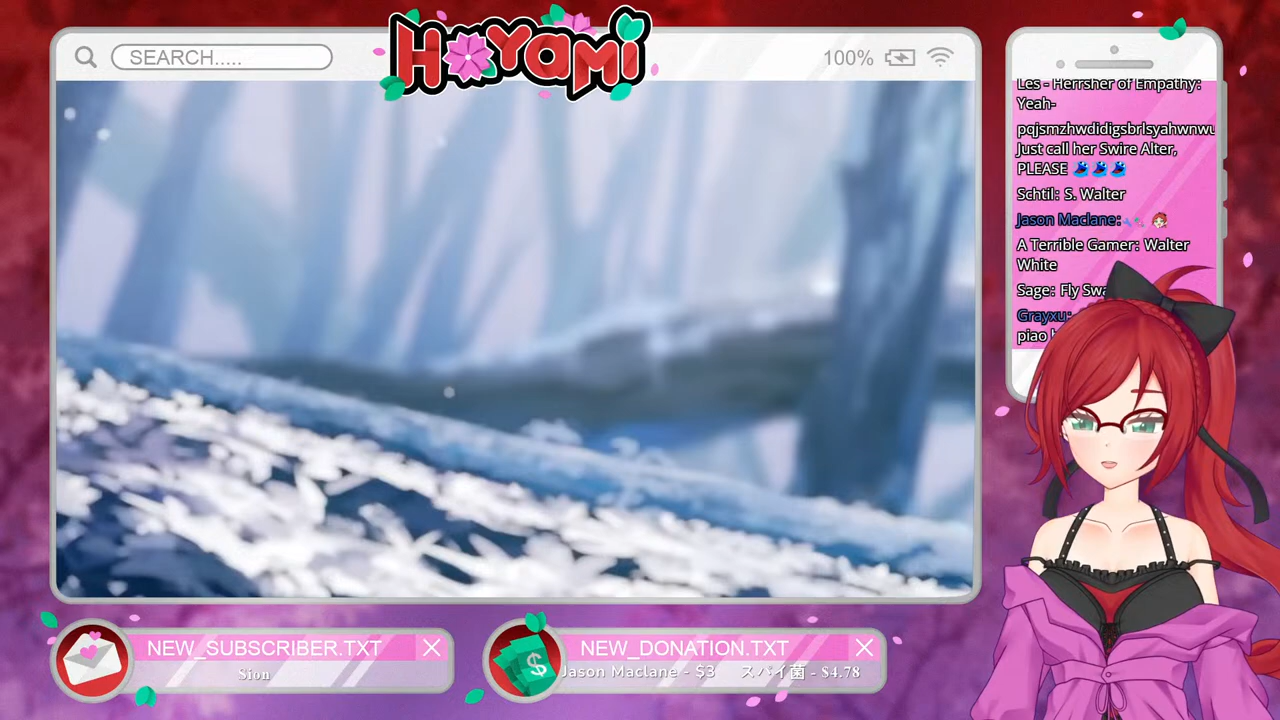 HoYaMi
SEARCH.....
100%
Les - Herrsher of Empathy:
Yeah-
pqjsmzhwdidigsbrlsyahwnwu
Just call her Swire Alter,
PLEASE
Schtil: S. Walter
Jason Maclane:
A Terrible Gamer: Walter
White
Sage: Fly Swa
Grayxu:
piao
NEW_SUBSCRIBER.TXT
Sion
NEW_DONATION.TXT
Jason Maclane - $3 スパイ菌 - $4.78